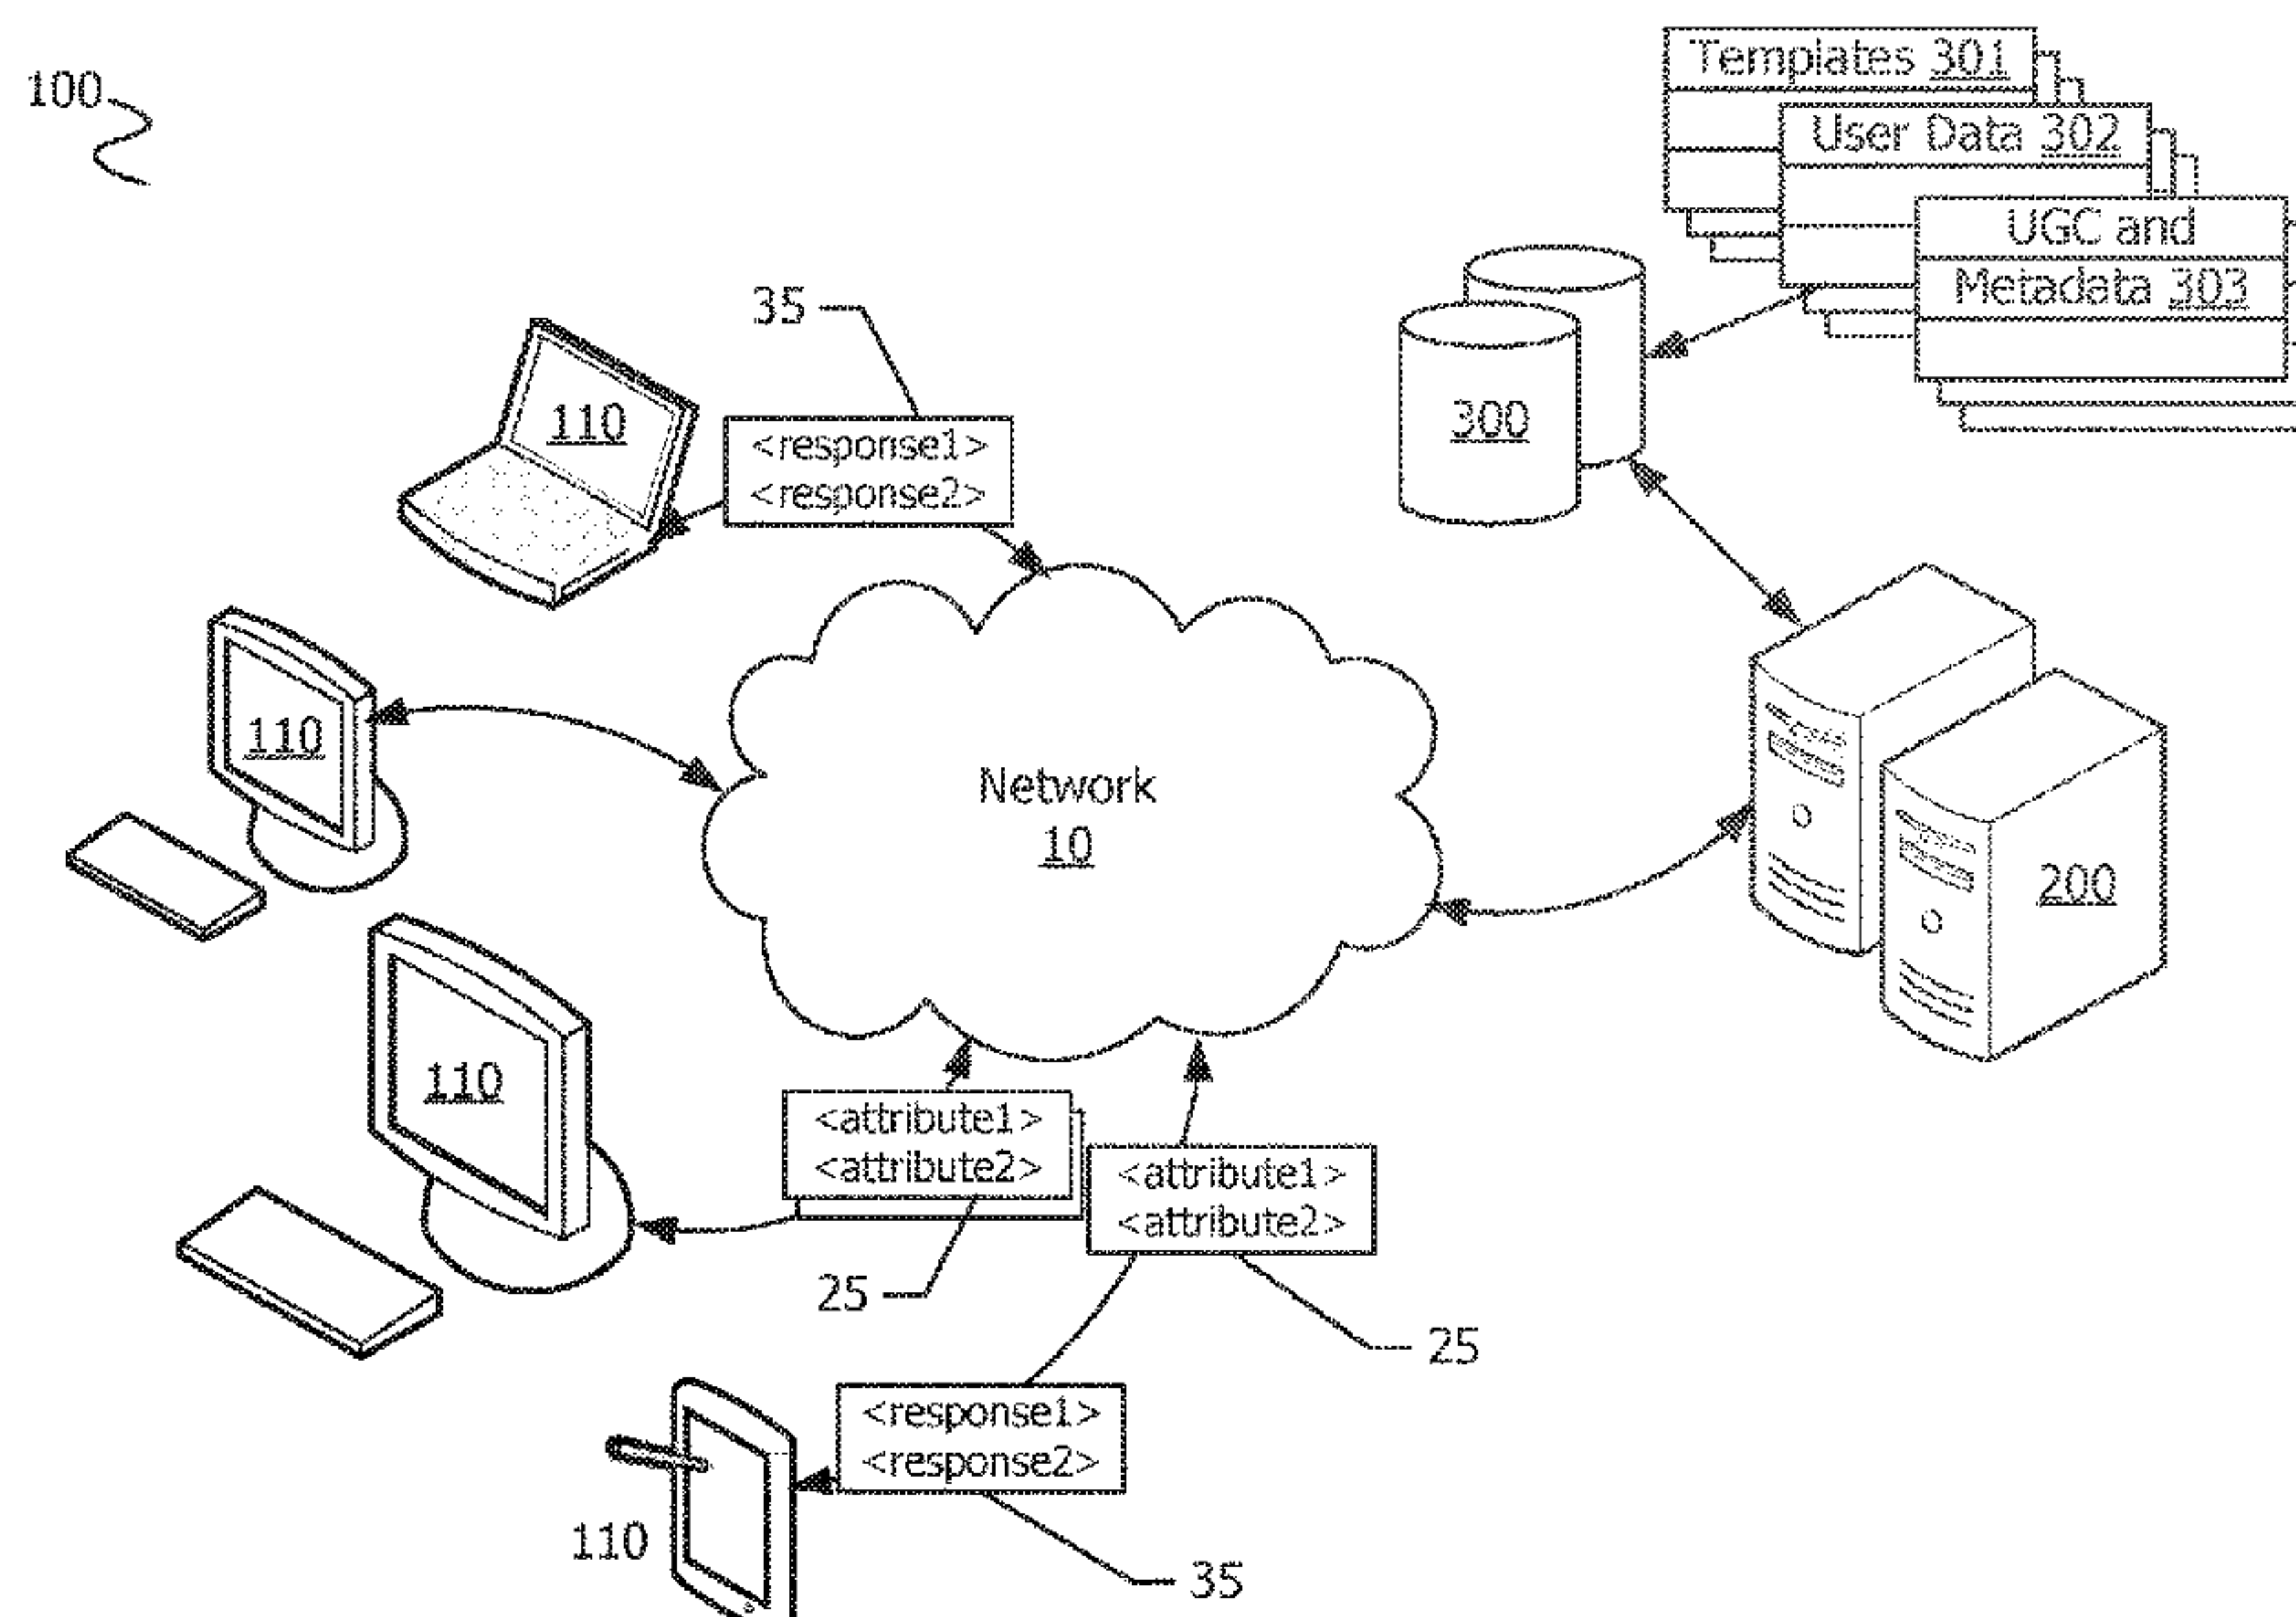 100
Templates 301
User Data 302
UGC and
Metadata 303
35
110
<response1>
<response2>
300
110
Network
10
200
110
<attribute1>
<attribute2>
<attribute1>
<attribute2>
25
25
<response1>
<response2>
110
35